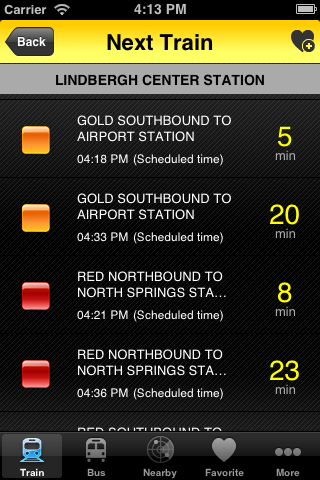 Carrier 4:13 PM
Back Next Train
LINDBERGH CENTER STATION
GOLD SOUTHBOUND TO
AIRPORT STATION
04:18 PM (Scheduled time)
5
min
GOLD SOUTHBOUND TO
AIRPORT STATION
04:33 PM (Scheduled time)
20
min
RED NORTHBOUND TO
NORTH SPRINGS STA...
04:21 PM (Scheduled time)
8
min
RED NORTHBOUND TO
NORTH SPRINGS STA...
04:36 PM (Scheduled time)
23
min
RED SOUTHBOUND TO
Train Bus Nearby Favorite More